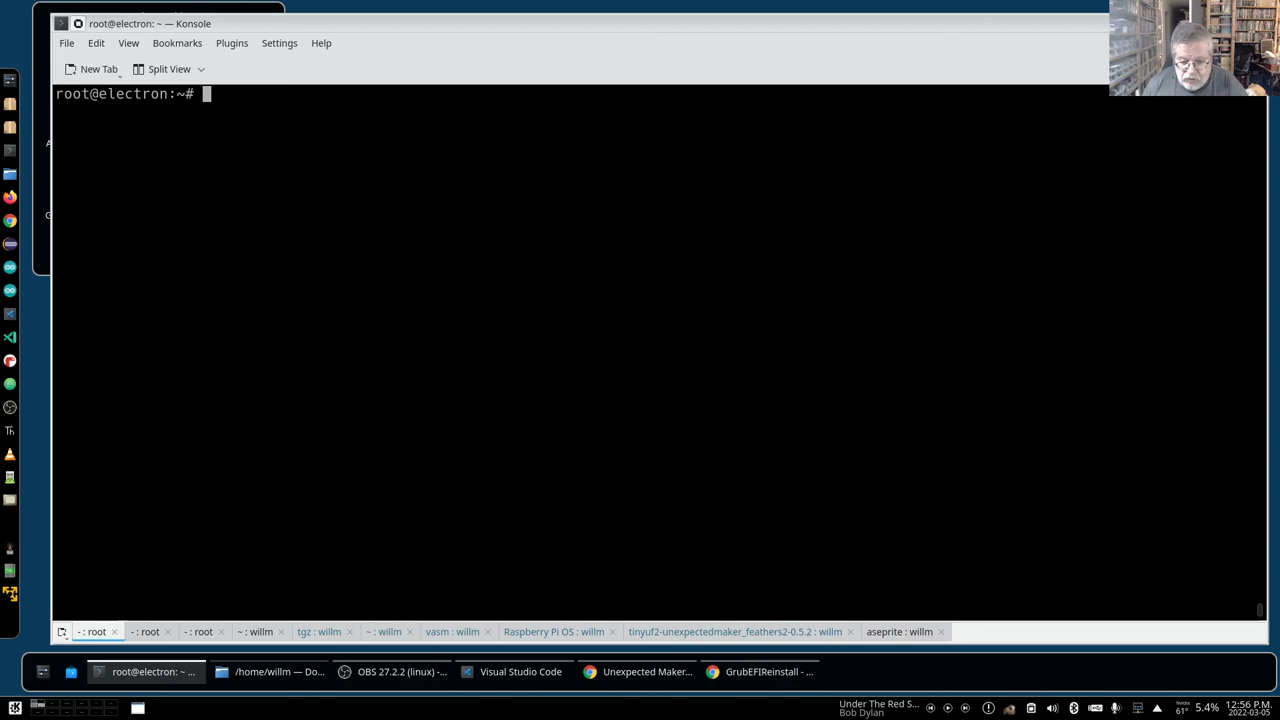 root@electron: ~ — Konsole
File Edit View Bookmarks Plugins Settings Help
New Tab Split View
root@electron:~#
A
G
Th
- : root - : root - : root ~ : willm tgz : willm ~ : willm vasm : willm Raspberry Pi OS : willm tinyuf2-unexpectedmaker_feathers2-0.5.2 : willm aseprite : willm
root@electron: ~ ... /home/willm — Do... OBS 27.2.2 (linux) -... Visual Studio Code Unexpected Maker... GrubEFIReinstall - ...
Under The Red S...
Bob Dylan
Nvidia
61°
5.4%
12:56 P.M.
2022-03-05